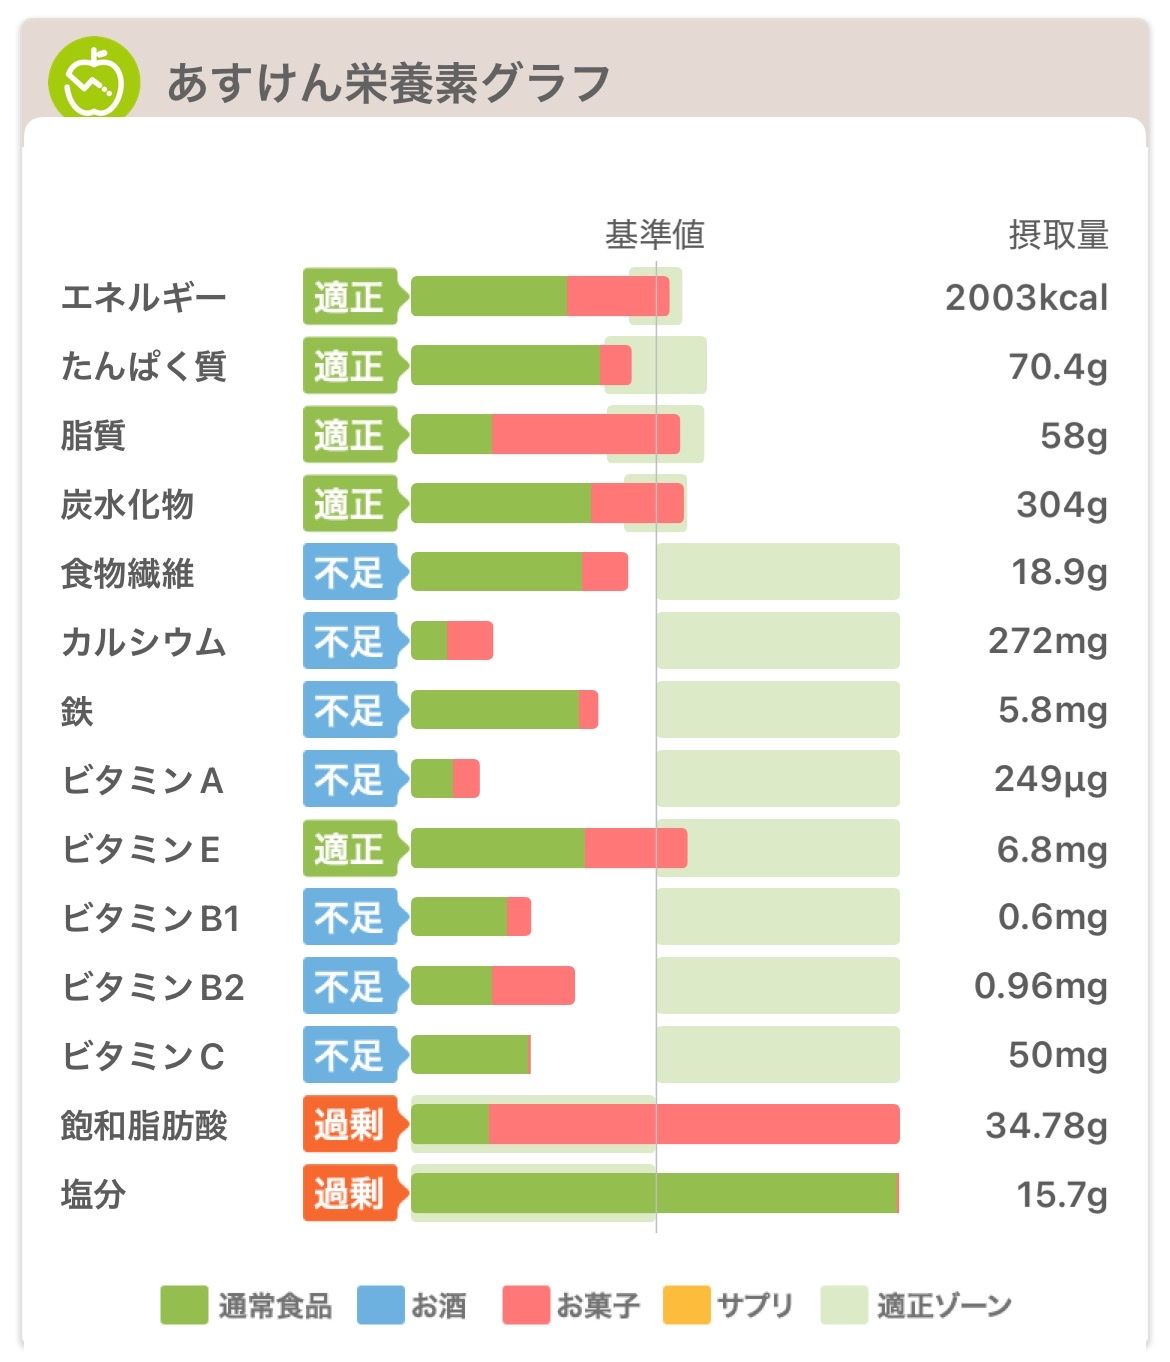 あすけん栄養素グラフ
基準値 摂取量
エネルギー 適正 2003kcal
たんぱく質 適正 70.4g
脂質 適正 58g
炭水化物 適正 304g
食物繊維 不足 18.9g
カルシウム 不足 272mg
鉄 不足 5.8mg
ビタミンA 不足 249μg
ビタミンE 適正 6.8mg
ビタミンB1 不足 0.6mg
ビタミンB2 不足 0.96mg
ビタミンC 不足 50mg
飽和脂肪酸 過剰 34.78g
塩分 過剰 15.7g
通常食品 お酒 お菓子 サプリ 適正ゾーン